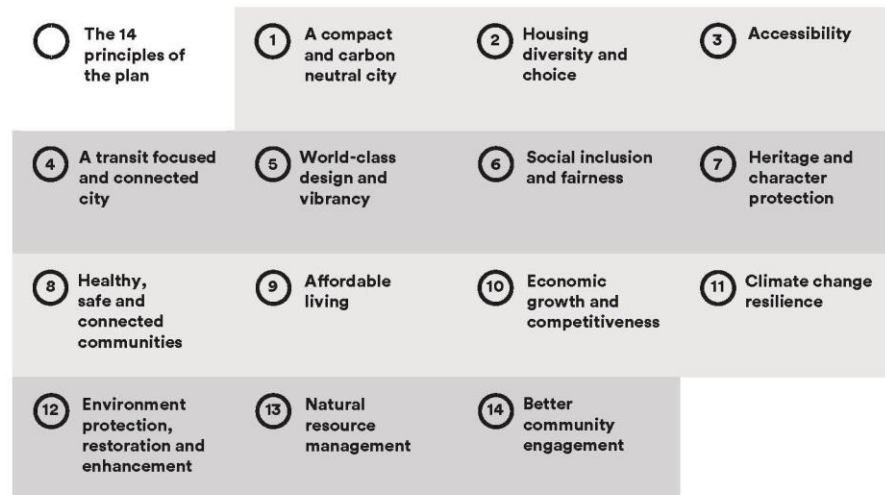 The 14
principles of
the plan
1
A compact
and carbon
neutral city
2
Housing
diversity and
choice
3
Accessibility
4
A transit focused
and connected
city
5
World-class
design and
vibrancy
6
Social inclusion
and fairness
7
Heritage and
character
protection
8
Healthy,
safe and
connected
communities
9
Affordable
living
10
Economic
growth and
competitiveness
11
Climate change
resilience
12
Environment
protection,
restoration and
enhancement
13
Natural
resource
management
14
Better
community
engagement